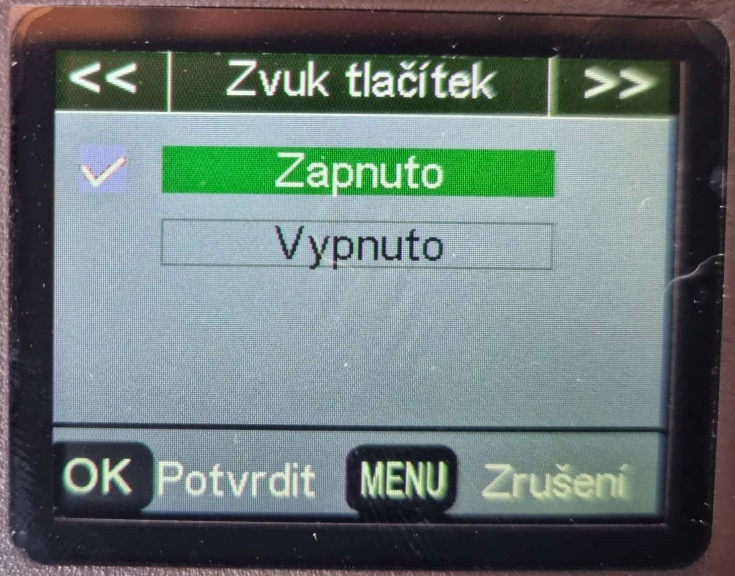 << Zvuk tlačítek >>
Zapnuto
Vypnuto
OK Potvrdit MENU Zrušení